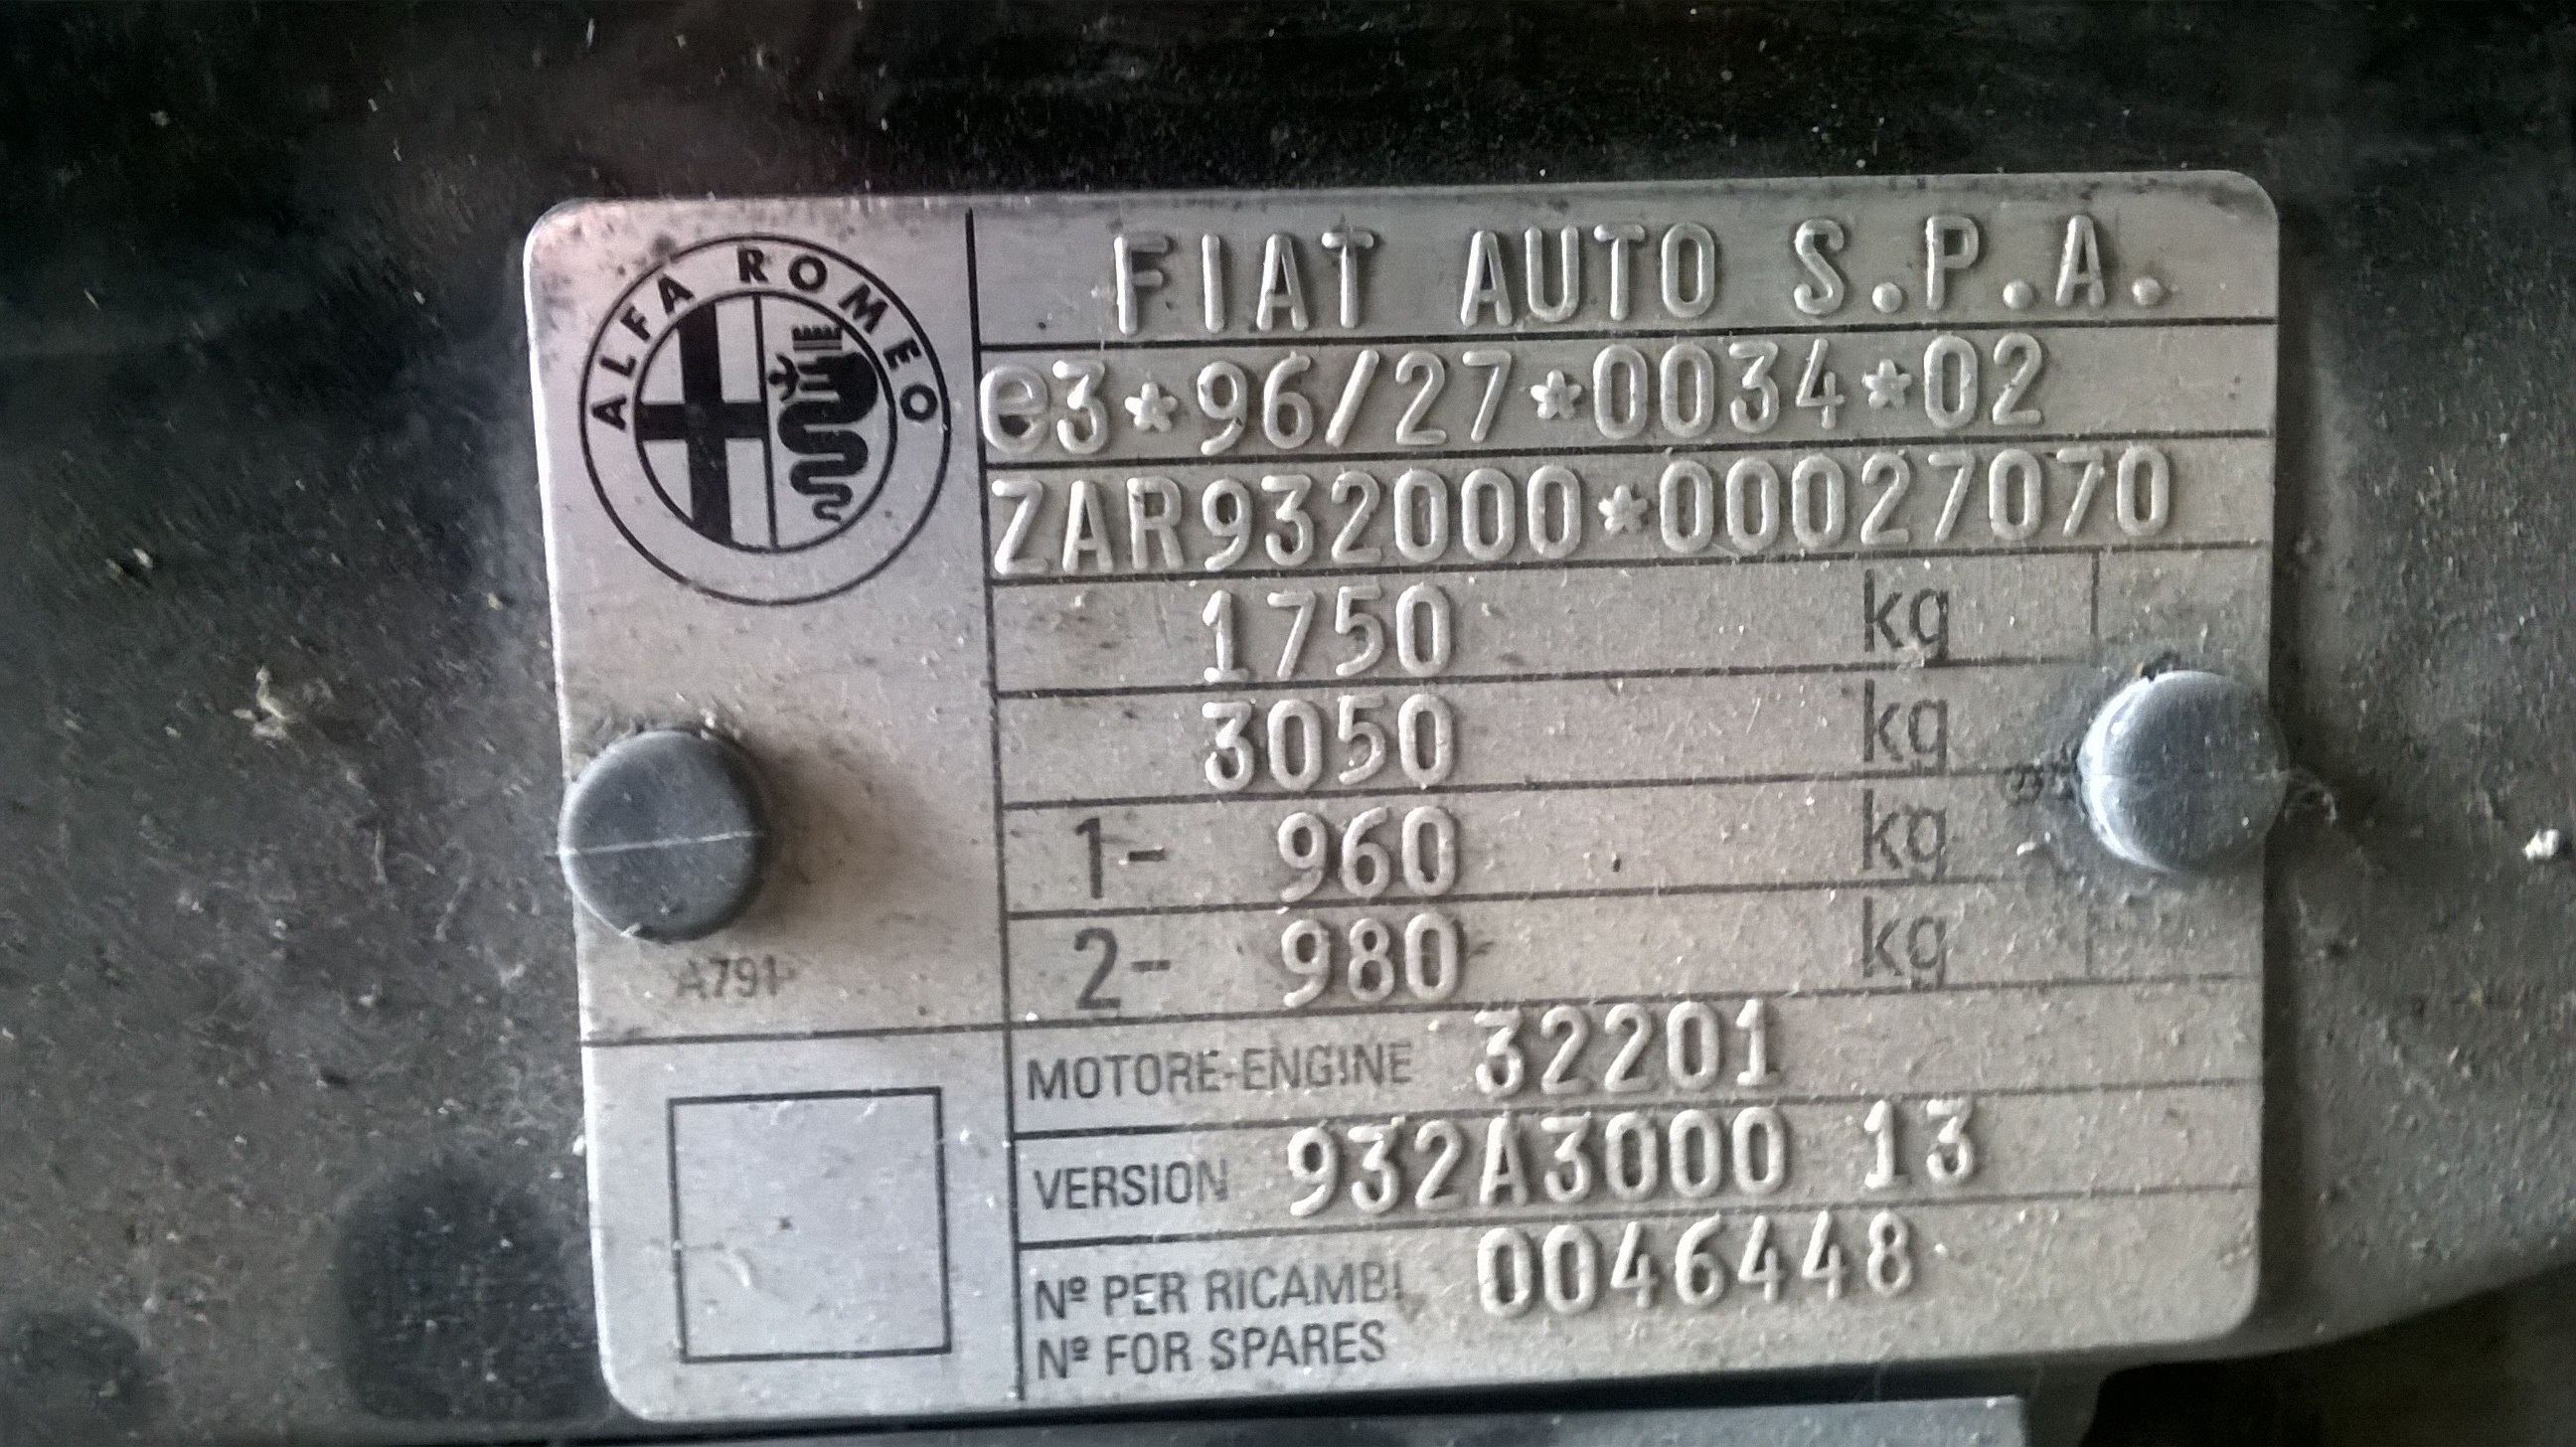 ALFA ROMEO
FIAT AUTO S.P.A.
e3*96/27*0034*02
ZAR932000*00027070
1750 kg
3050 kg
1- 960 kg
2- 980 kg
A791
MOTORE-ENGINE 32201
VERSION 932A3000 13
Nº PER RICAMBI 0046448
Nº FOR SPARES